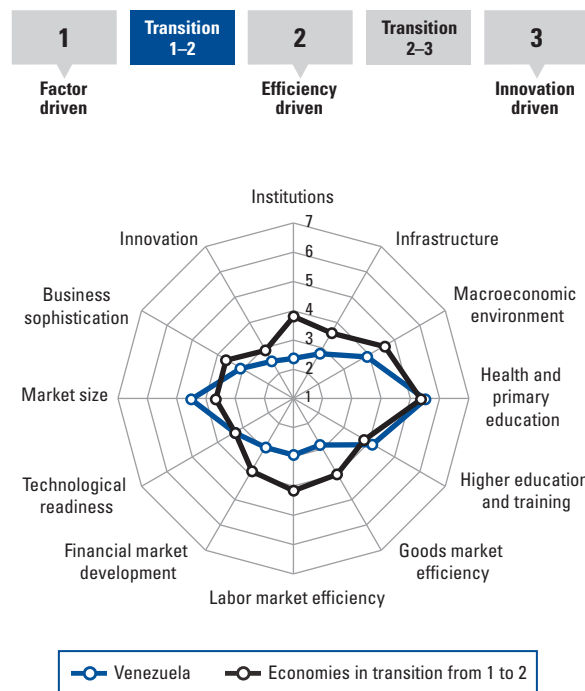 1
Transition
1–2
2
Transition
2–3
3
Factor
driven
Efficiency
driven
Innovation
driven
Institutions
7
6
5
4
3
2
1
Innovation
Infrastructure
Business
sophistication
Macroeconomic
environment
Market size
Health and
primary
education
Technological
readiness
Higher education
and training
Financial market
development
Goods market
efficiency
Labor market efficiency
Venezuela
Economies in transition from 1 to 2